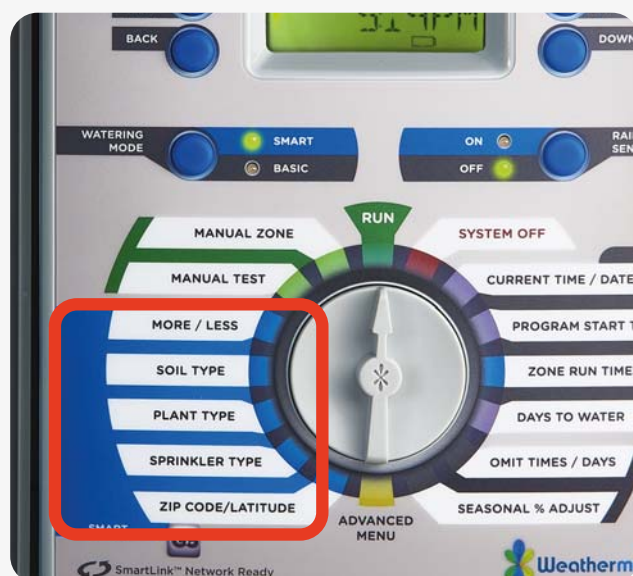 BACK
WATERING
MODE
SMART
BASIC
ON
OFF
RUN
MANUAL ZONE
SYSTEM OFF
MANUAL TEST
CURRENT TIME / DATE
MORE / LESS
PROGRAM START
SOIL TYPE
ZONE RUN TIME
PLANT TYPE
DAYS TO WATER
SPRINKLER TYPE
OMIT TIMES / DAYS
ZIP CODE/LATITUDE
SEASONAL % ADJUST
ADVANCED
MENU
SMART
SmartLink™ Network Ready